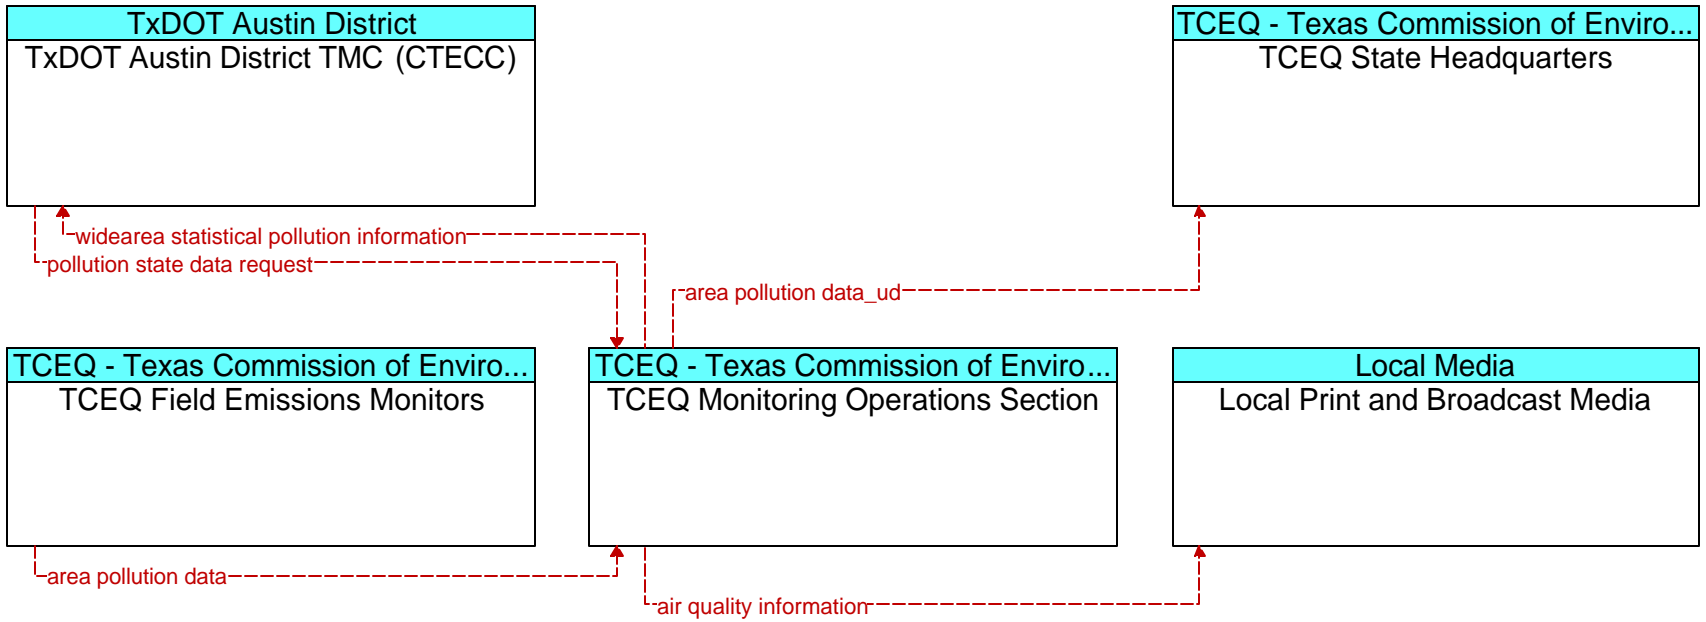 TxDOT Austin District
TxDOT Austin District TMC (CTECC)
TCEQ - Texas Commission of Enviro...
TCEQ State Headquarters
widearea statistical pollution information
pollution state data request
area pollution data_ud
TCEQ - Texas Commission of Enviro...
TCEQ Field Emissions Monitors
TCEQ - Texas Commission of Enviro...
TCEQ Monitoring Operations Section
Local Media
Local Print and Broadcast Media
area pollution data
air quality information